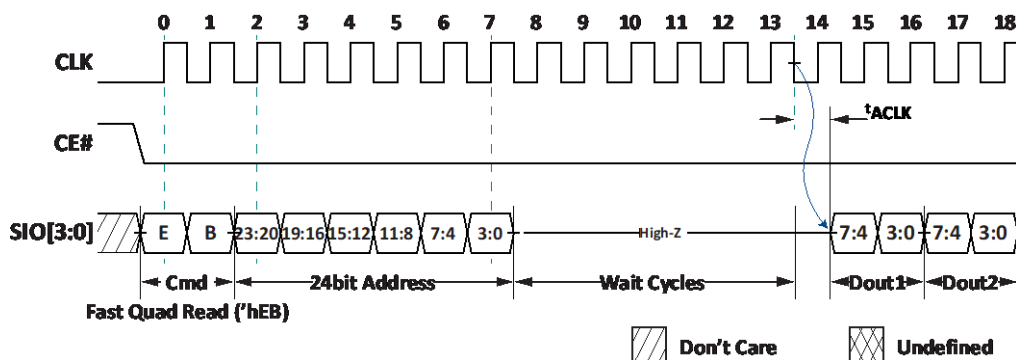 0 1 2 3 4 5 6 7 8 9 10 11 12 13 14 15 16 17 18
CLK
tACLK
CE#
SIO[3:0] E B 23:20 19:16 15:12 11:8 7:4 3:0 High-Z 7:4 3:0 7:4 3:0
Cmd 24bit Address Wait Cycles Dout1 Dout2
Fast Quad Read ('hEB)
Don't Care Undefined